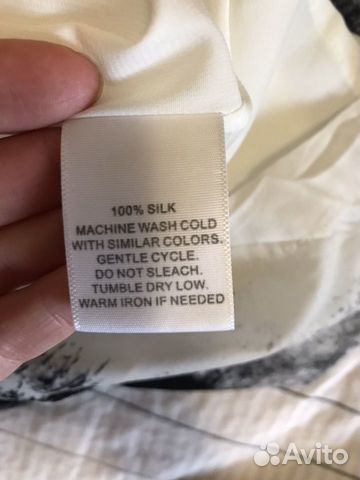 100% SILK
MACHINE WASH COLD
WITH SIMILAR COLORS.
GENTLE CYCLE.
DO NOT SLEACH.
TUMBLE DRY LOW.
WARM IRON IF NEEDED
Avito